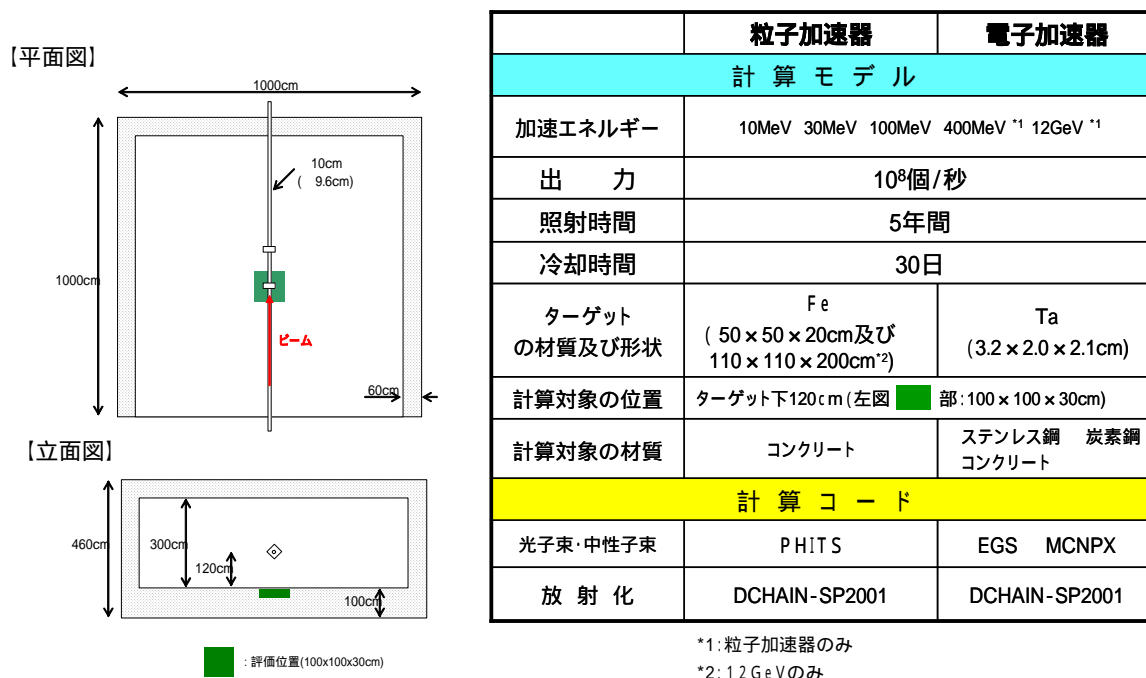 【平面図】
1000cm
10cm
( 9.6cm)
1000cm
ビーム
60cm
【立面図】
460cm
300cm
120cm
100cm
: 評価位置(100x100x30cm)
粒子加速器 電子加速器
計 算 モ デ ル
加速エネルギー 10MeV 30MeV 100MeV 400MeV *1 12GeV *1
出 力 10⁸個/秒
照射時間 5年間
冷却時間 30日
ターゲット
の材質及び形状
Fe
( 50×50×20cm及び
110×110×200cm*2)
Ta
(3.2×2.0×2.1cm)
計算対象の位置 ターゲット下120cm(左図 部:100×100×30cm)
計算対象の材質 コンクリート
ステンレス鋼 炭素鋼
コンクリート
計 算 コ ー ド
光子束・中性子束 PHITS EGS MCNPX
放 射 化 DCHAIN-SP2001 DCHAIN-SP2001
*1:粒子加速器のみ
*2:12GeVのみ